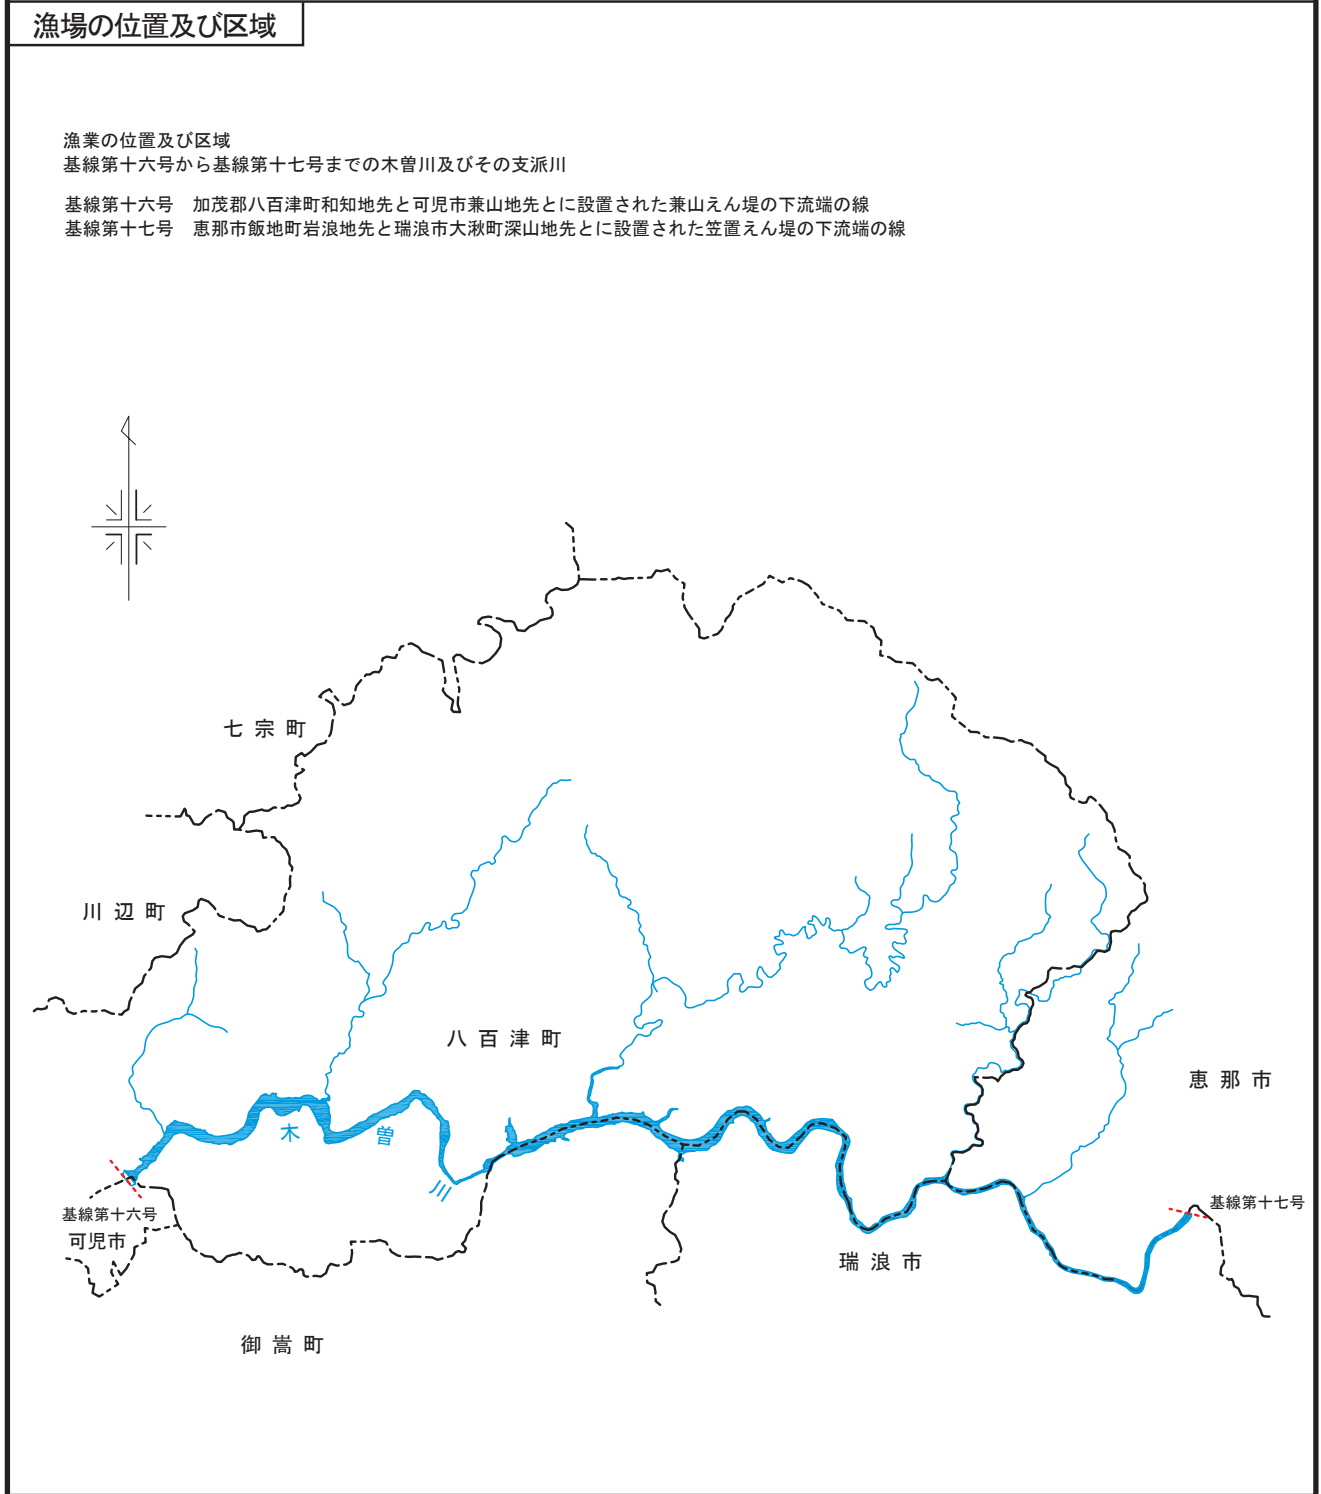 漁場の位置及び区域
漁業の位置及び区域
基線第十六号から基線第十七号までの木曽川及びその支派川
基線第十六号　加茂郡八百津町和知地先と可児市兼山地先とに設置された兼山えん堤の下流端の線
基線第十七号　恵那市飯地町岩浪地先と瑞浪市大湫町深山地先とに設置された笠置えん堤の下流端の線
七宗町
川辺町
八百津町
恵那市
木曽川
基線第十六号
基線第十七号
可児市
瑞浪市
御嵩町